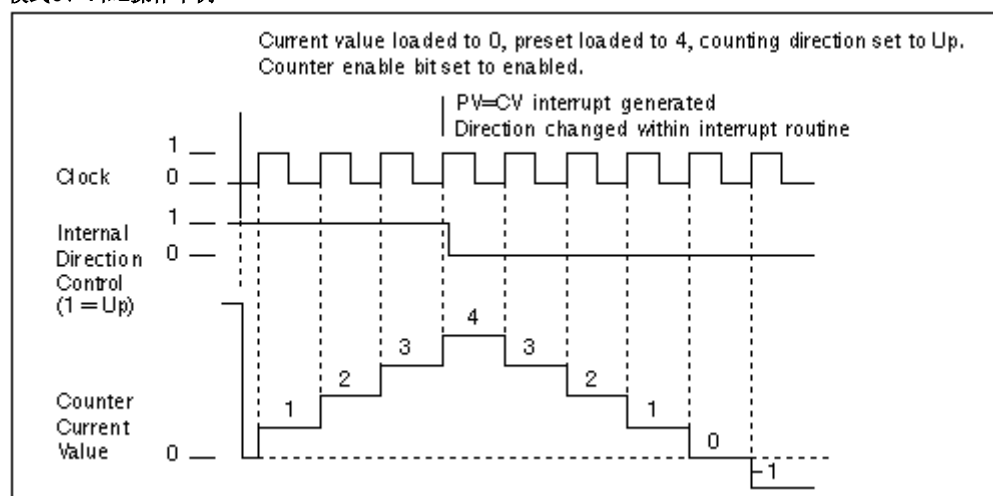 Current value loaded to 0, preset loaded to 4, counting direction set to Up.
Counter enable bit set to enabled.
PV=CV interrupt generated
Direction changed within interrupt routine
1
Clock 0
1
Internal
Direction 0
Control
(1 = Up)
4
3 3
2 2
Counter 1 1
Current
Value 0 0
-1